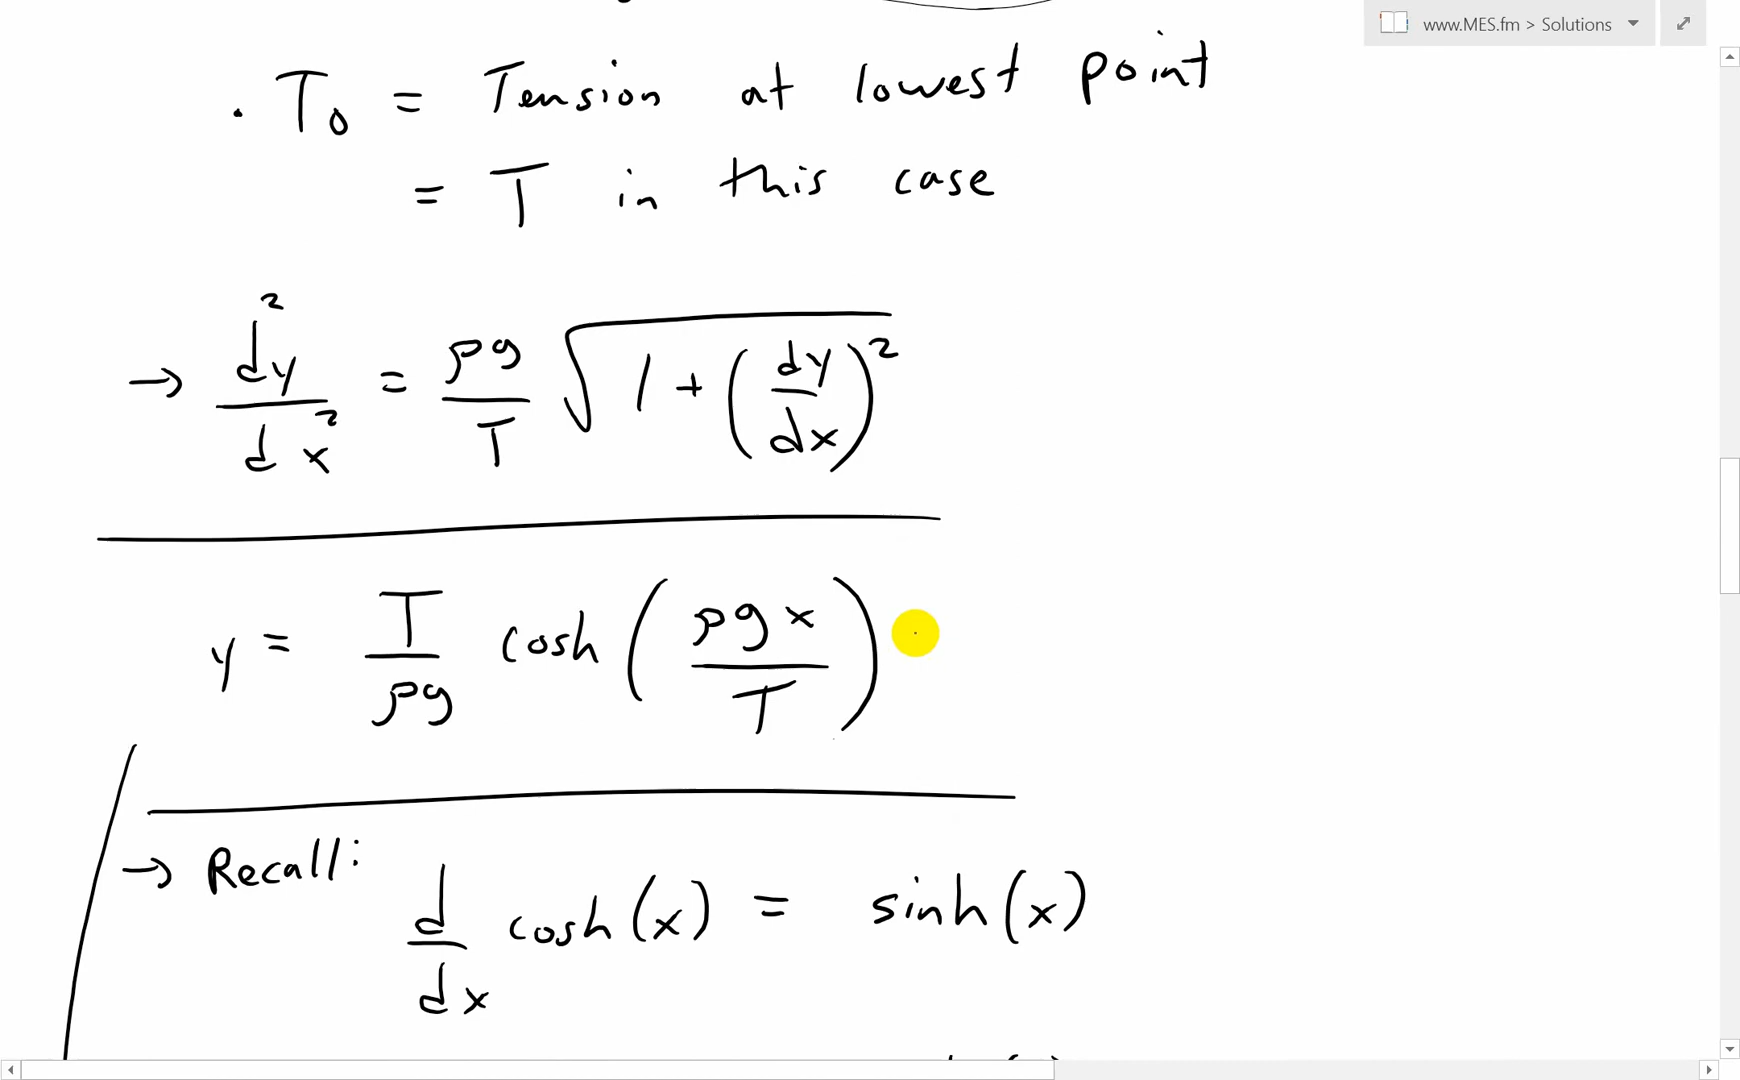 www.MES.fm > Solutions
. T₀ = Tension at lowest point
= T in this case
→ d²y/dx² = ρg/T √(1 + (dy/dx)²)
y = T/ρg cosh (ρgx/T)
→ Recall: d/dx cosh(x) = sinh(x)